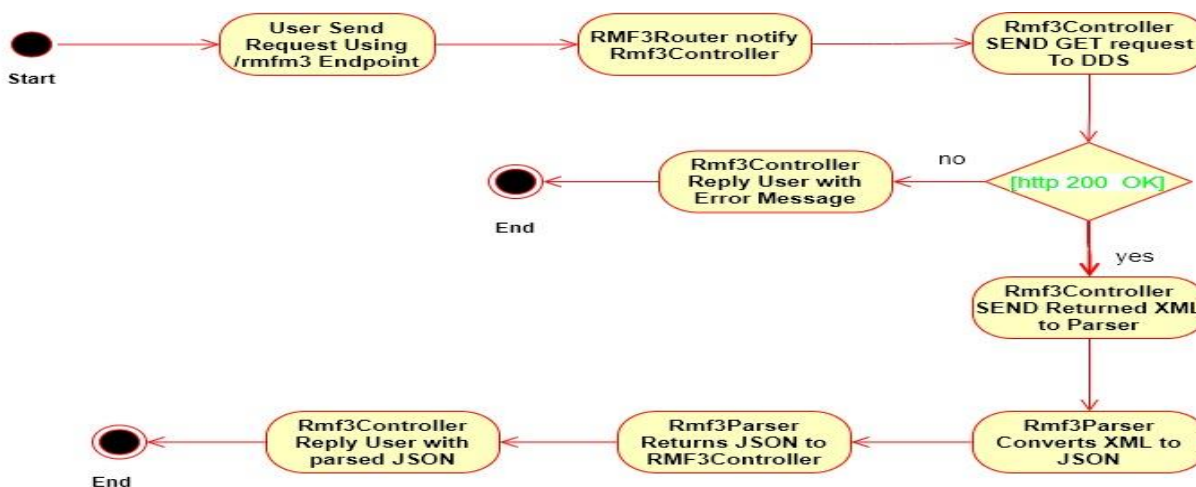 Start
User Send
Request Using
/rmfm3 Endpoint
RMF3Router notify
Rmf3Controller
Rmf3Controller
SEND GET request
To DDS
[http 200 OK]
no
Rmf3Controller
Reply User with
Error Message
End
yes
Rmf3Controller
SEND Returned XML
to Parser
Rmf3Parser
Converts XML to
JSON
Rmf3Parser
Returns JSON to
RMF3Controller
Rmf3Controller
Reply User with
parsed JSON
End